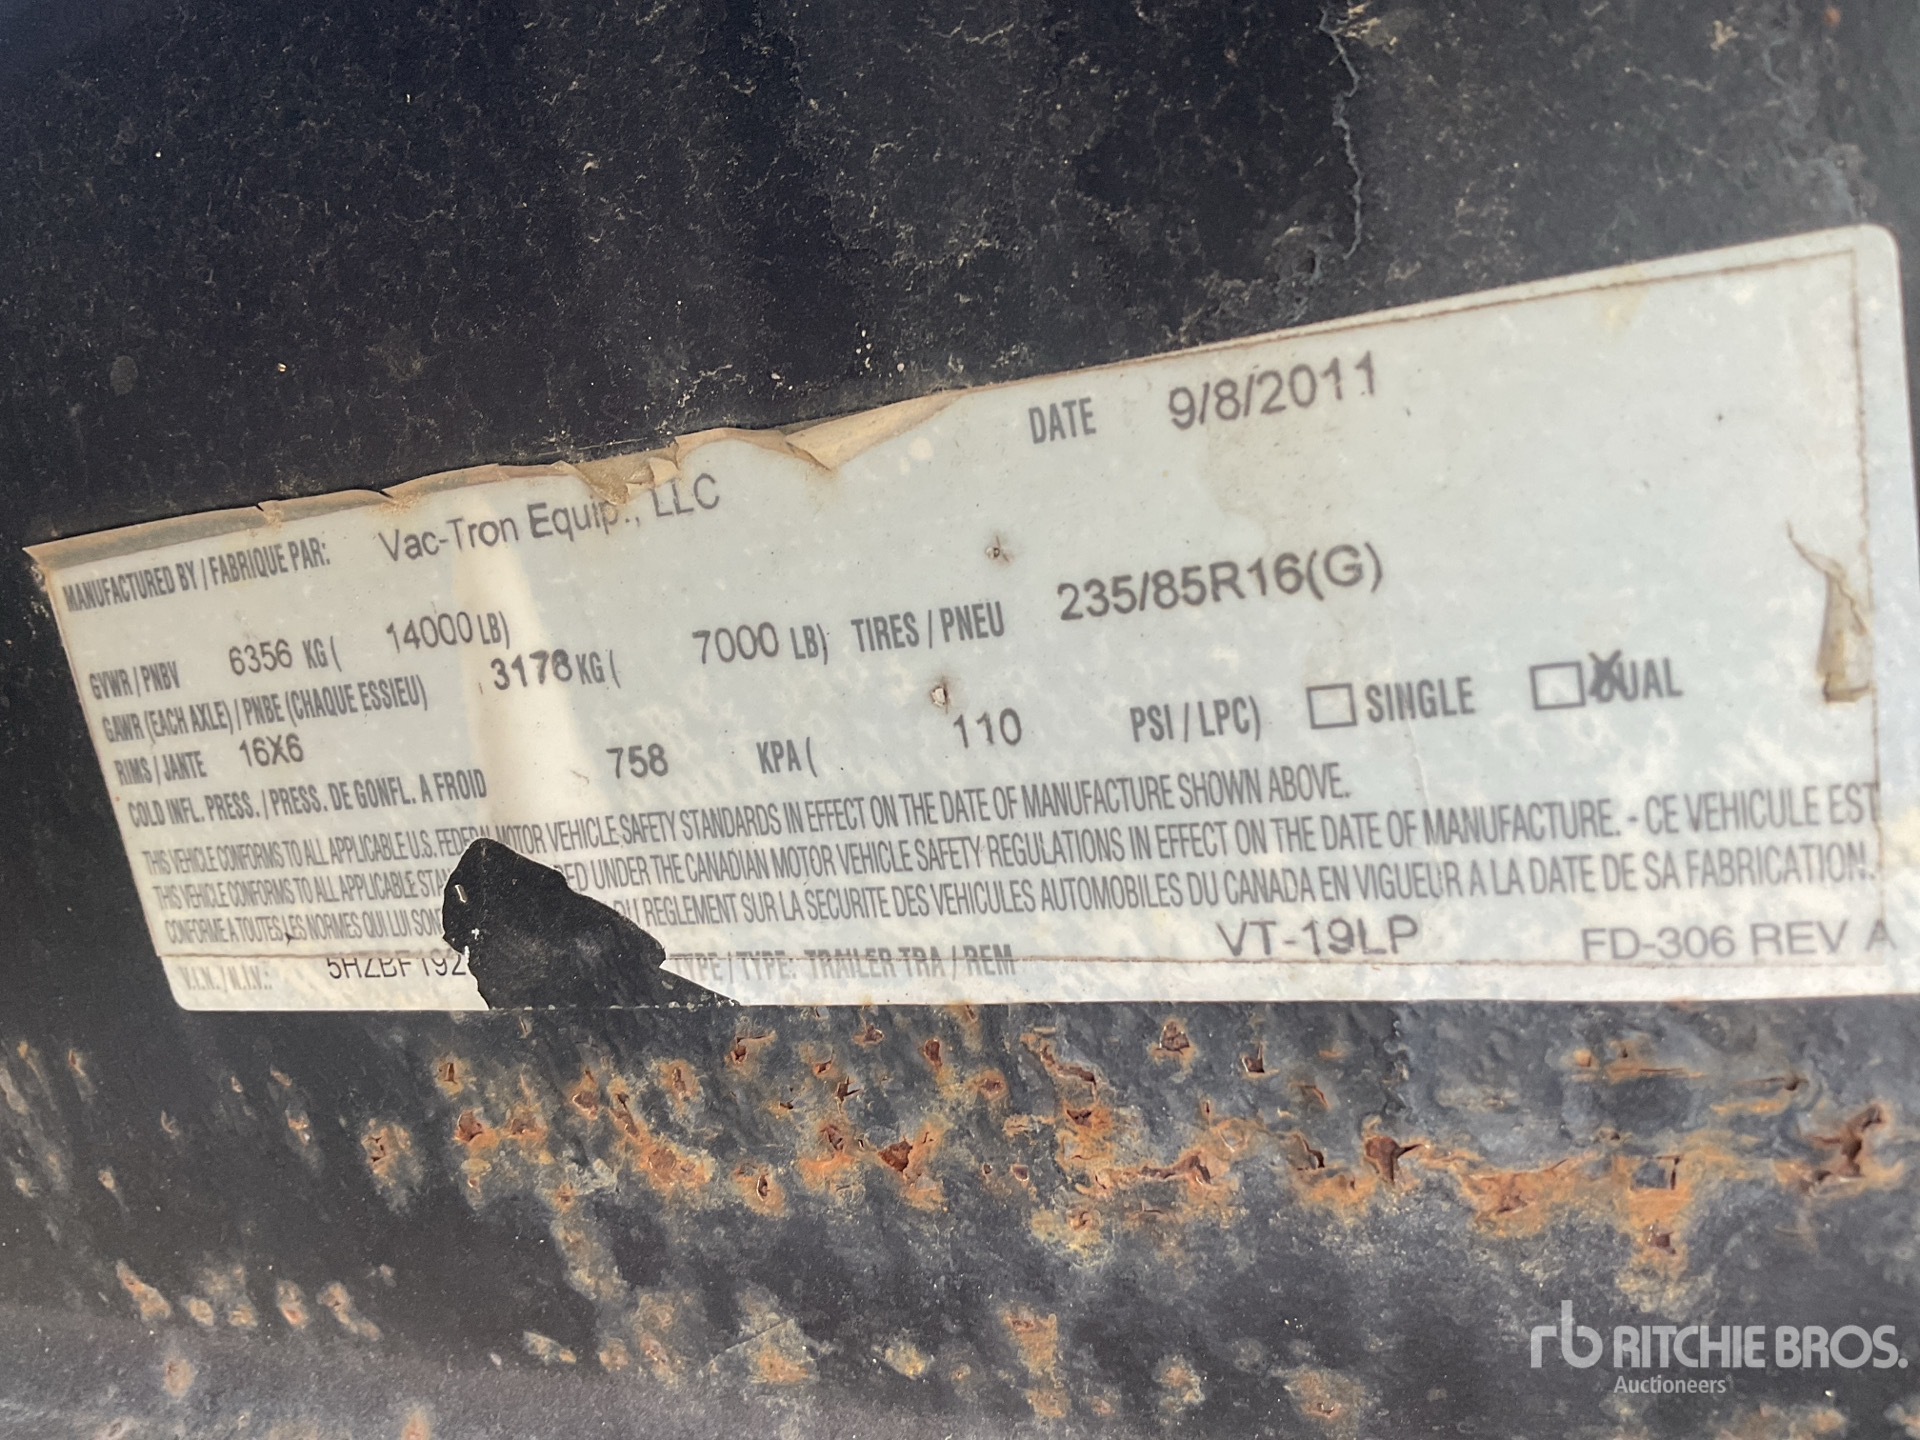 DATE 9/8/2011
MANUFACTURED BY / FABRIQUE PAR: Vac-Tron Equip., LLC
GVWR / PNBV 6356 KG ( 14000 LB)
GAWR (EACH AXLE) / PNBE (CHAQUE ESSIEU) 3178 KG ( 7000 LB) TIRES / PNEU 235/85R16(G)
RIMS / JANTE 16X6
COLD INFL. PRESS. / PRESS. DE GONFL. A FROID 758 KPA ( 110 PSI / LPC) SINGLE DUAL
THIS VEHICLE CONFORMS TO ALL APPLICABLE U.S. FEDERAL MOTOR VEHICLE SAFETY STANDARDS IN EFFECT ON THE DATE OF MANUFACTURE SHOWN ABOVE.
THIS VEHICLE CONFORMS TO ALL APPLICABLE UNDER THE CANADIAN MOTOR VEHICLE SAFETY REGULATIONS IN EFFECT ON THE DATE OF MANUFACTURE. - CE VEHICULE EST
CONFORME A TOUTES LES NORMES QUI LUI DU REGLEMENT SUR LA SECURITE DES VEHICULES AUTOMOBILES DU CANADA EN VIGUEUR A LA DATE DE SA FABRICATION.
V.I.N. / N.I.V.: 5HZBF192 TYPE / TYPE: TRAILER TRA / REM VT-19LP FD-306 REV A
rb RITCHIE BROS.
Auctioneers